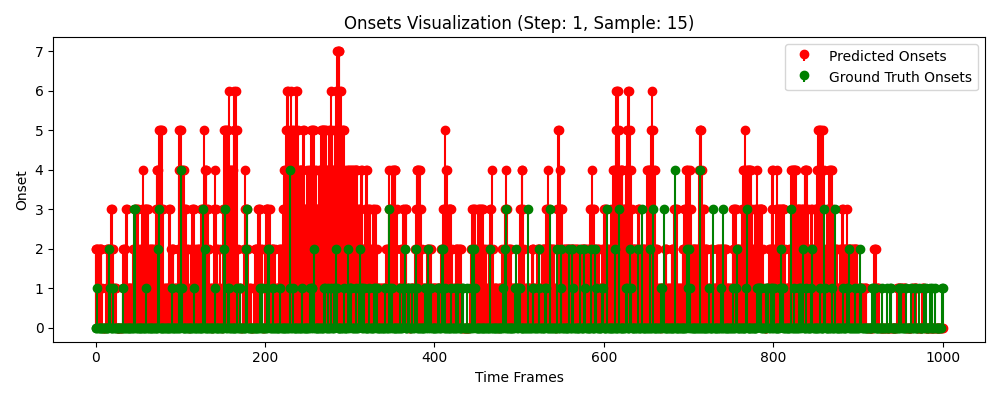 Onsets Visualization (Step: 1, Sample: 15)
Predicted Onsets
Ground Truth Onsets
Onset
7
6
5
4
3
2
1
0
0
200
400
600
800
1000
Time Frames